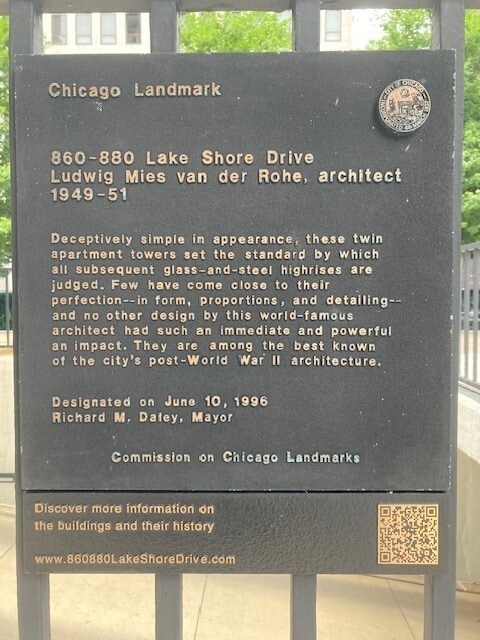 Chicago Landmark
860-880 Lake Shore Drive
Ludwig Mies van der Rohe, architect
1949-51
Deceptively simple in appearance, these twin
apartment towers set the standard by which
all subsequent glass-and-steel highrises are
judged. Few have come close to their
perfection--in form, proportions, and detailing--
and no other design by this world-famous
architect had such an immediate and powerful
an impact. They are among the best known
of the city's post-World War II architecture.
Designated on June 10, 1996
Richard M. Daley, Mayor
Commission on Chicago Landmarks
Discover more information on
the buildings and their history
www.860880LakeShoreDrive.com